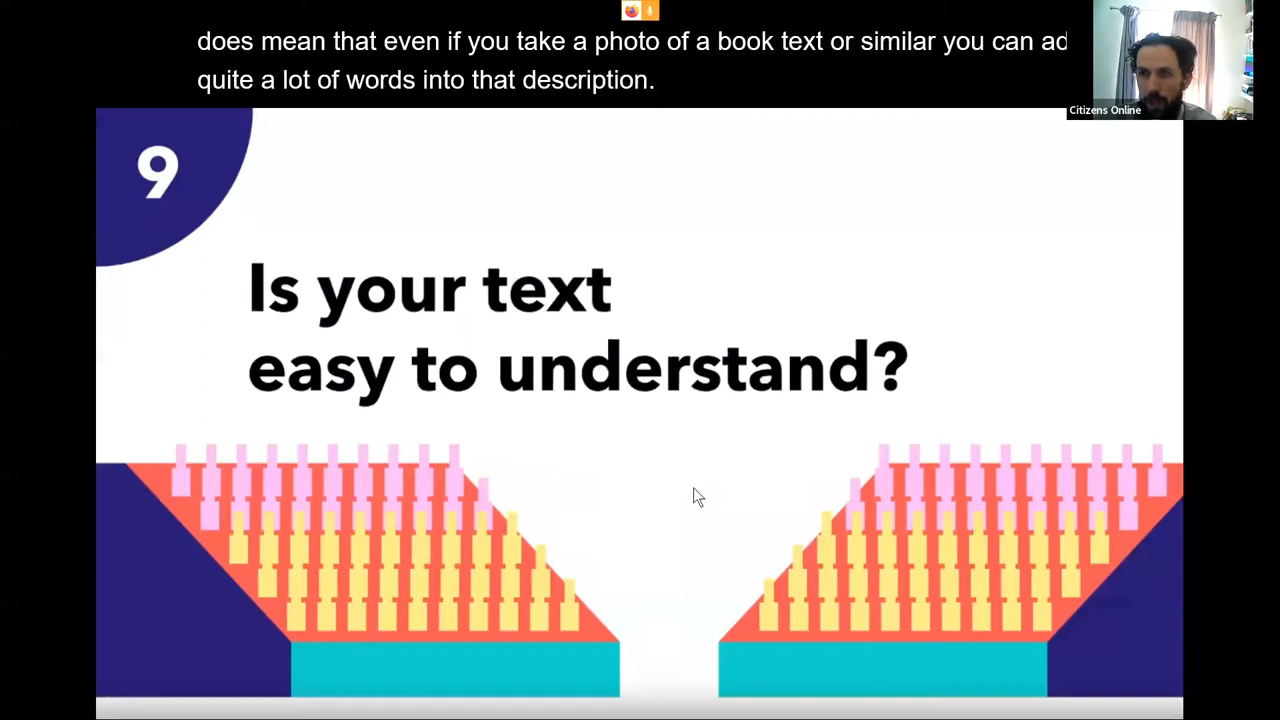 does mean that even if you take a photo of a book text or similar you can ad
quite a lot of words into that description.
Citizens Online
9
Is your text
easy to understand?